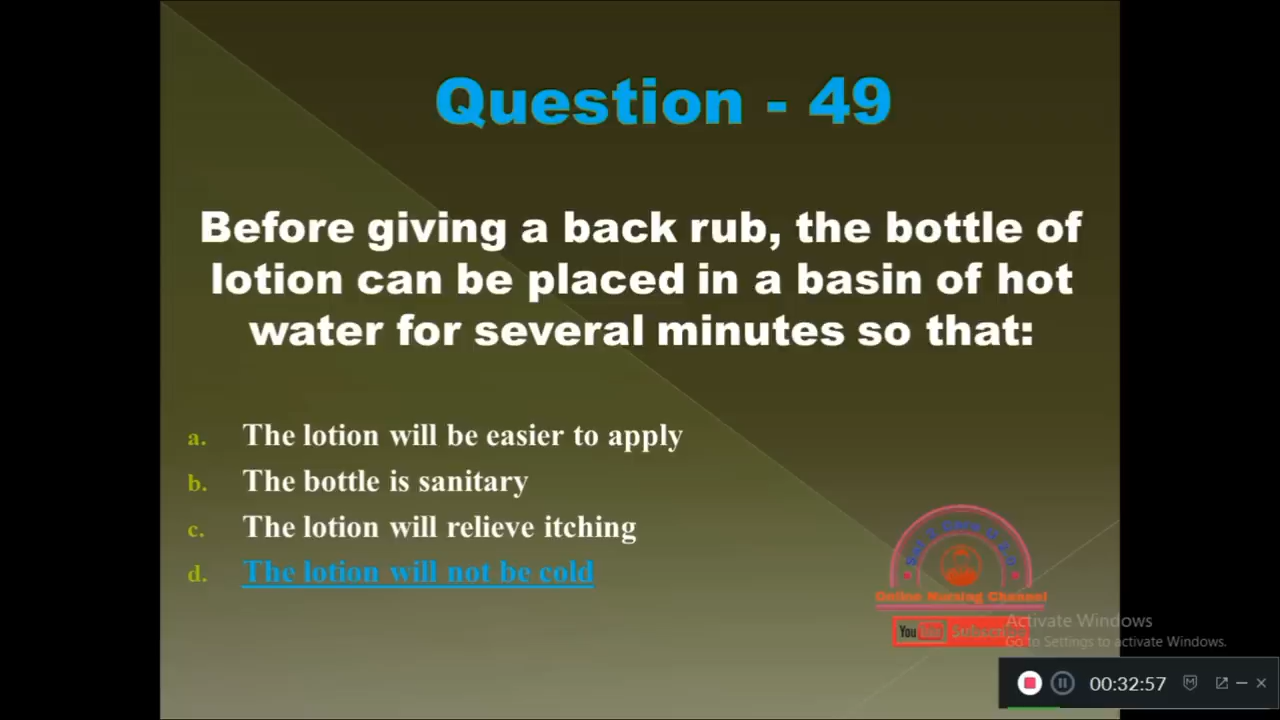 Question - 49
Before giving a back rub, the bottle of
lotion can be placed in a basin of hot
water for several minutes so that:
a. The lotion will be easier to apply
b. The bottle is sanitary
c. The lotion will relieve itching
d. The lotion will not be cold
Online Nursing Channel
You Tube Subscribe
Activate Windows
Go to Settings to activate Windows.
00:32:57